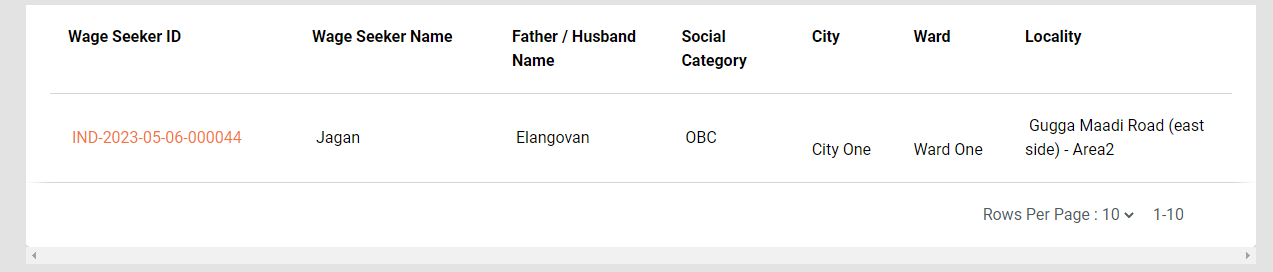 Wage Seeker ID Wage Seeker Name Father / Husband Name Social Category City Ward Locality
IND-2023-05-06-000044 Jagan Elangovan OBC City One Ward One Gugga Maadi Road (east side) - Area2
Rows Per Page : 10 1-10